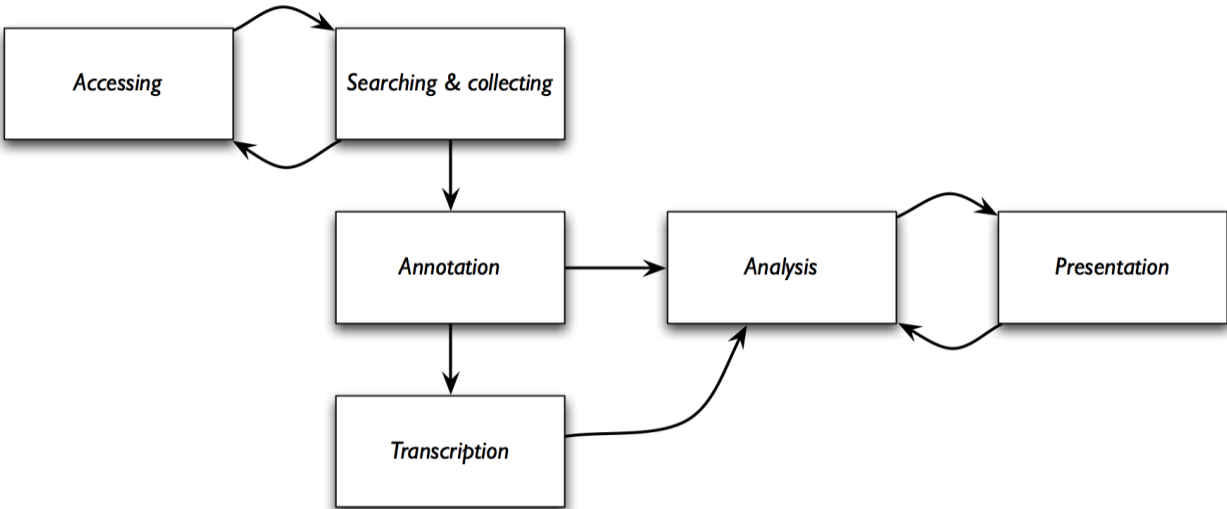 Accessing
Searching & collecting
Annotation
Analysis
Presentation
Transcription